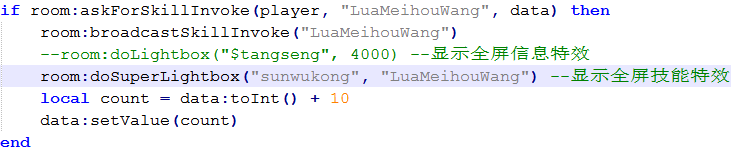 if room:askForSkillInvoke(player, "LuaMeihouWang", data) then
room:broadcastSkillInvoke("LuaMeihouWang")
--room:doLightbox("$tangseng", 4000) --显示全屏信息特效
room:doSuperLightbox("sunwukong", "LuaMeihouWang") --显示全屏技能特效
local count = data:toInt() + 10
data:setValue(count)
end